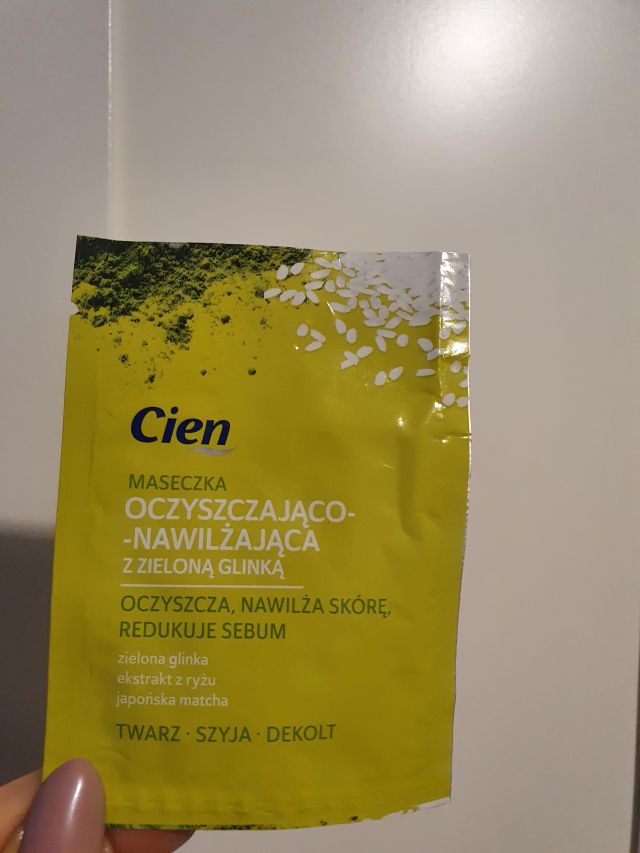 Cien
MASECZKA
OCZYSZCZAJĄCO-
-NAWILŻAJĄCA
Z ZIELONĄ GLINKĄ
OCZYSZCZA, NAWILŻA SKÓRĘ,
REDUKUJE SEBUM
zielona glinka
ekstrakt z ryżu
japońska matcha
TWARZ · SZYJA · DEKOLT